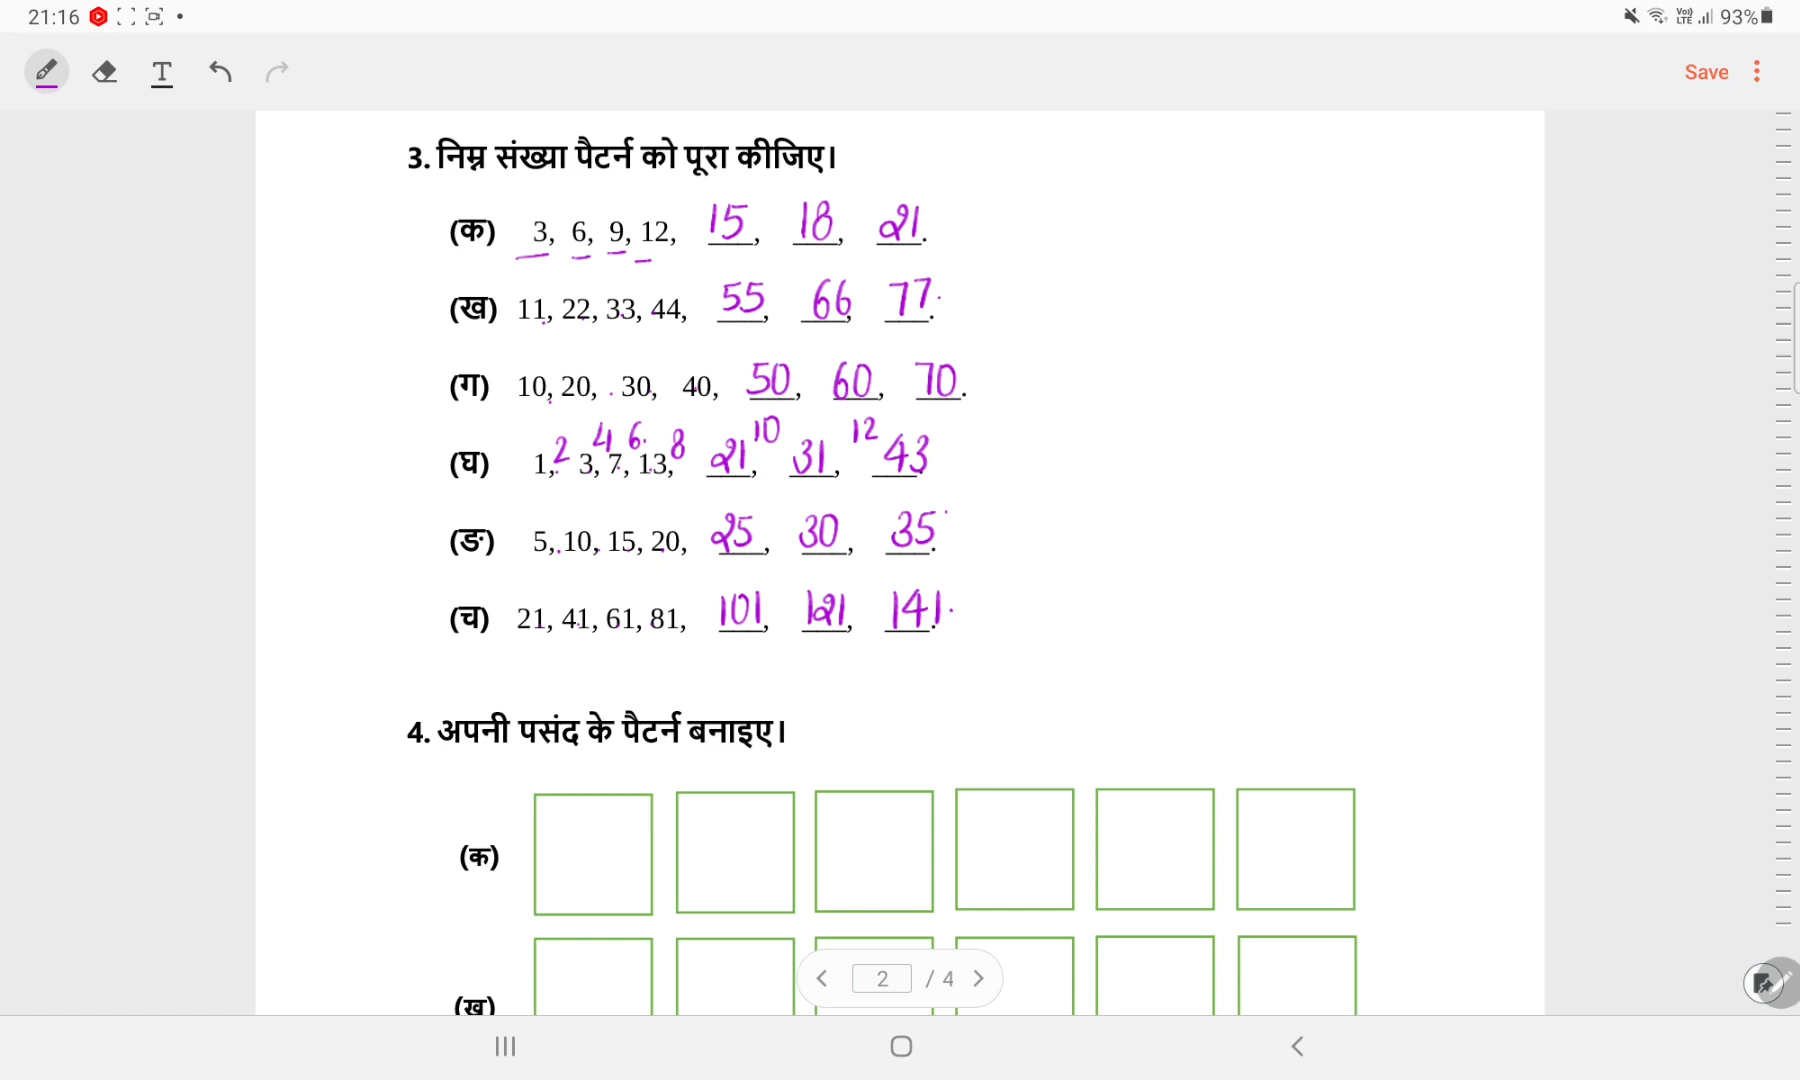 21:16
Vo)) LTE 93%
Save
3. निम्न संख्या पैटर्न को पूरा कीजिए।
(क) 3, 6, 9, 12, 15, 18, 21.
(ख) 11, 22, 33, 44, 55, 66, 77.
(ग) 10, 20, 30, 40, 50, 60, 70.
2 4 6 8 10 12
(घ) 1, 3, 7, 13, 21, 31, 43.
(ङ) 5, 10, 15, 20, 25, 30, 35.
(च) 21, 41, 61, 81, 101, 121, 141.
4. अपनी पसंद के पैटर्न बनाइए।
(क)
(ख)
2 / 4